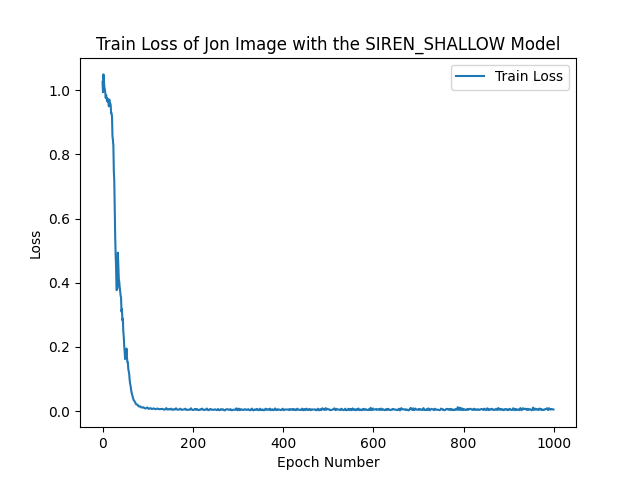 Train Loss of Jon Image with the SIREN_SHALLOW Model
Train Loss
1.0
0.8
0.6
0.4
0.2
0.0
Loss
0 200 400 600 800 1000
Epoch Number